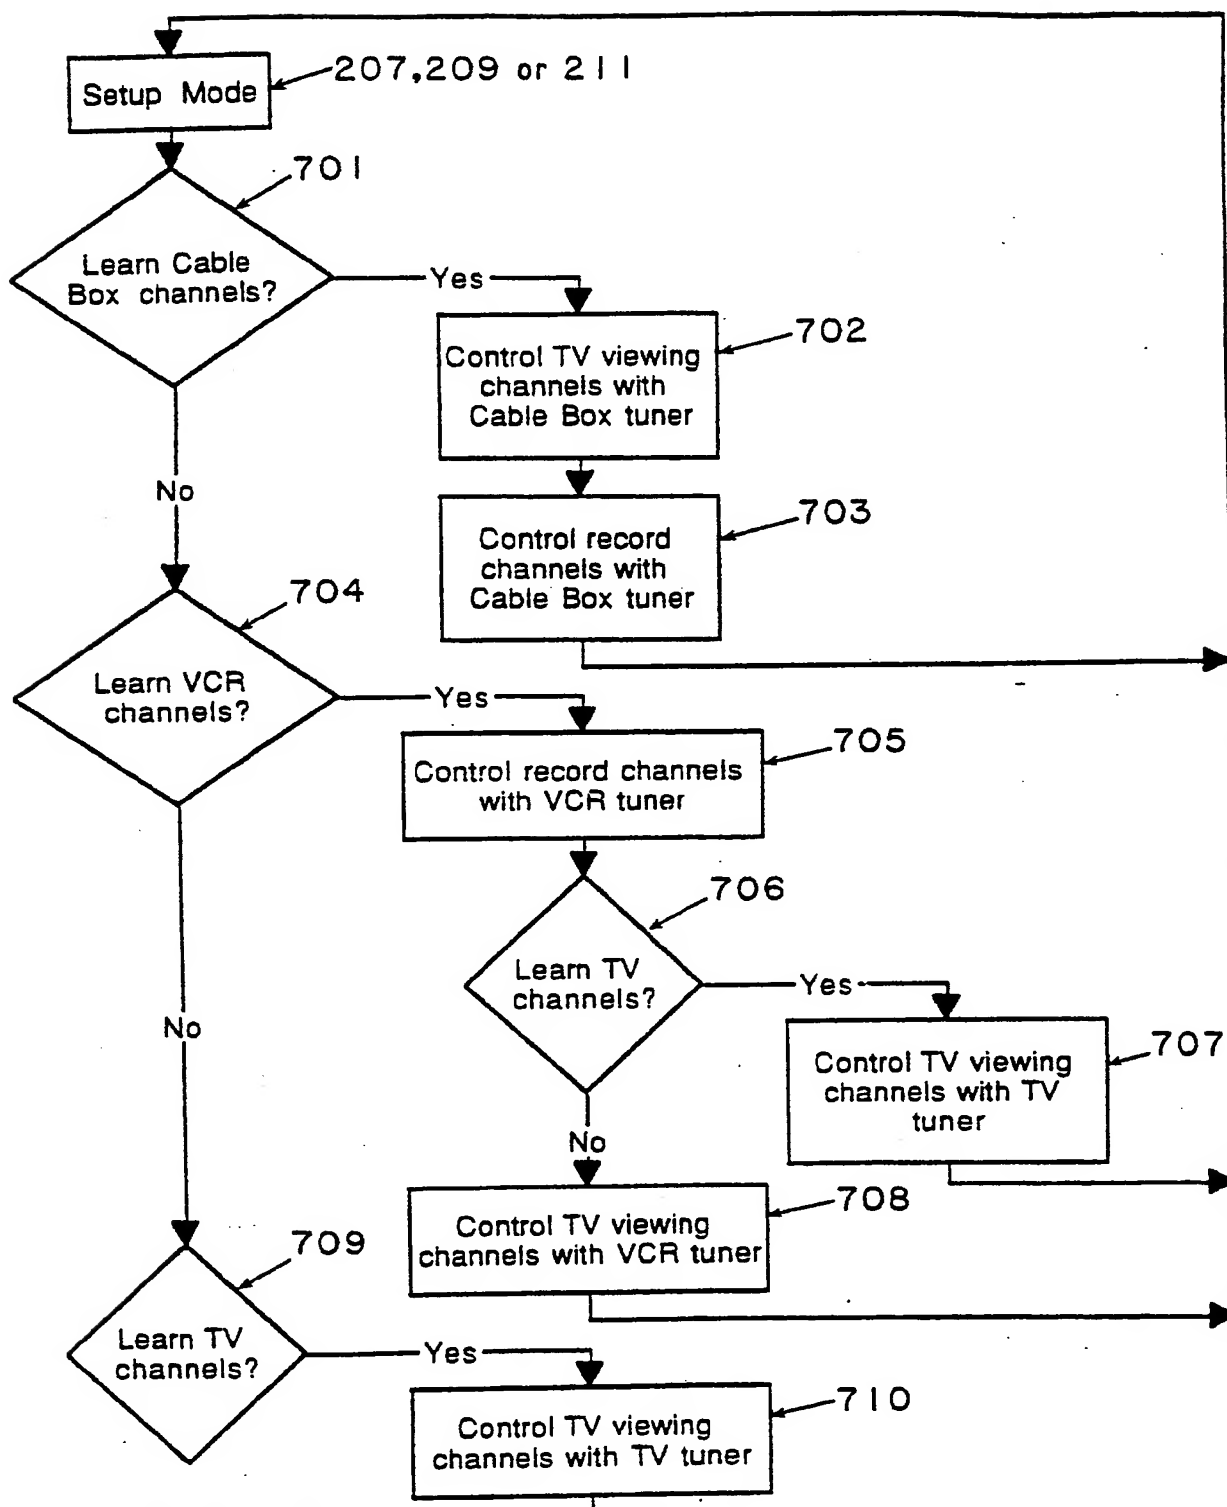 207,209 or 211
Setup Mode
701
Learn Cable
Box channels?
Yes
702
Control TV viewing
channels with
Cable Box tuner
No
703
Control record
channels with
Cable Box tuner
704
Learn VCR
channels?
Yes
705
Control record channels
with VCR tuner
706
Learn TV
channels?
Yes
707
Control TV viewing
channels with TV
tuner
No
No
708
Control TV viewing
channels with VCR tuner
709
Learn TV
channels?
Yes
710
Control TV viewing
channels with TV tuner